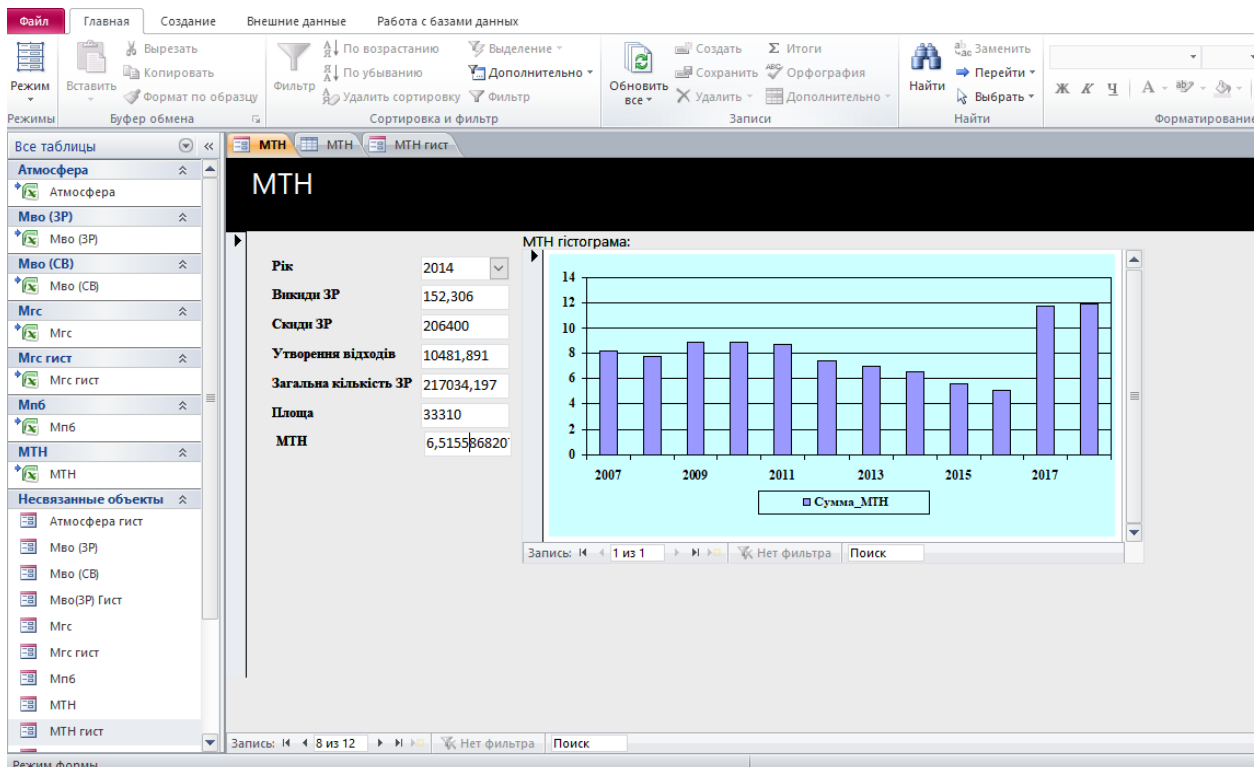 Файл Главная Создание Внешние данные Работа с базами данных
Режим
Режимы
Вставить
Вырезать
Копировать
Формат по образцу
Буфер обмена
Фильтр
По возрастанию
По убыванию
Удалить сортировку
Выделение
Дополнительно
Фильтр
Сортировка и фильтр
Обновить
все
Создать
Сохранить
Удалить
Итоги
Орфография
Дополнительно
Записи
Найти
Заменить
Перейти
Выбрать
Найти
Ж К Ч А
Форматирование
Все таблицы
Атмосфера
Атмосфера
Мво (ЗР)
Мво (ЗР)
Мво (СВ)
Мво (СВ)
Мгс
Мгс
Мгс гист
Мгс гист
Мпб
Мпб
МТН
МТН
Несвязанные объекты
Атмосфера гист
Мво (ЗР)
Мво (СВ)
Мво(ЗР) Гист
Мгс
Мгс гист
Мпб
МТН
МТН гист
МТН МТН МТН гист
МТН
Рік 2014
Викиди ЗР 152,306
Скиди ЗР 206400
Утворення відходів 10481,891
Загальна кількість ЗР 217034,197
Площа 33310
МТН 6,515586820
МТН гістограма:
14
12
10
8
6
4
2
0
2007 2009 2011 2013 2015 2017
Сумма_МТН
Запись: 1 из 1 Нет фильтра Поиск
Запись: 8 из 12 Нет фильтра Поиск
Режим формы